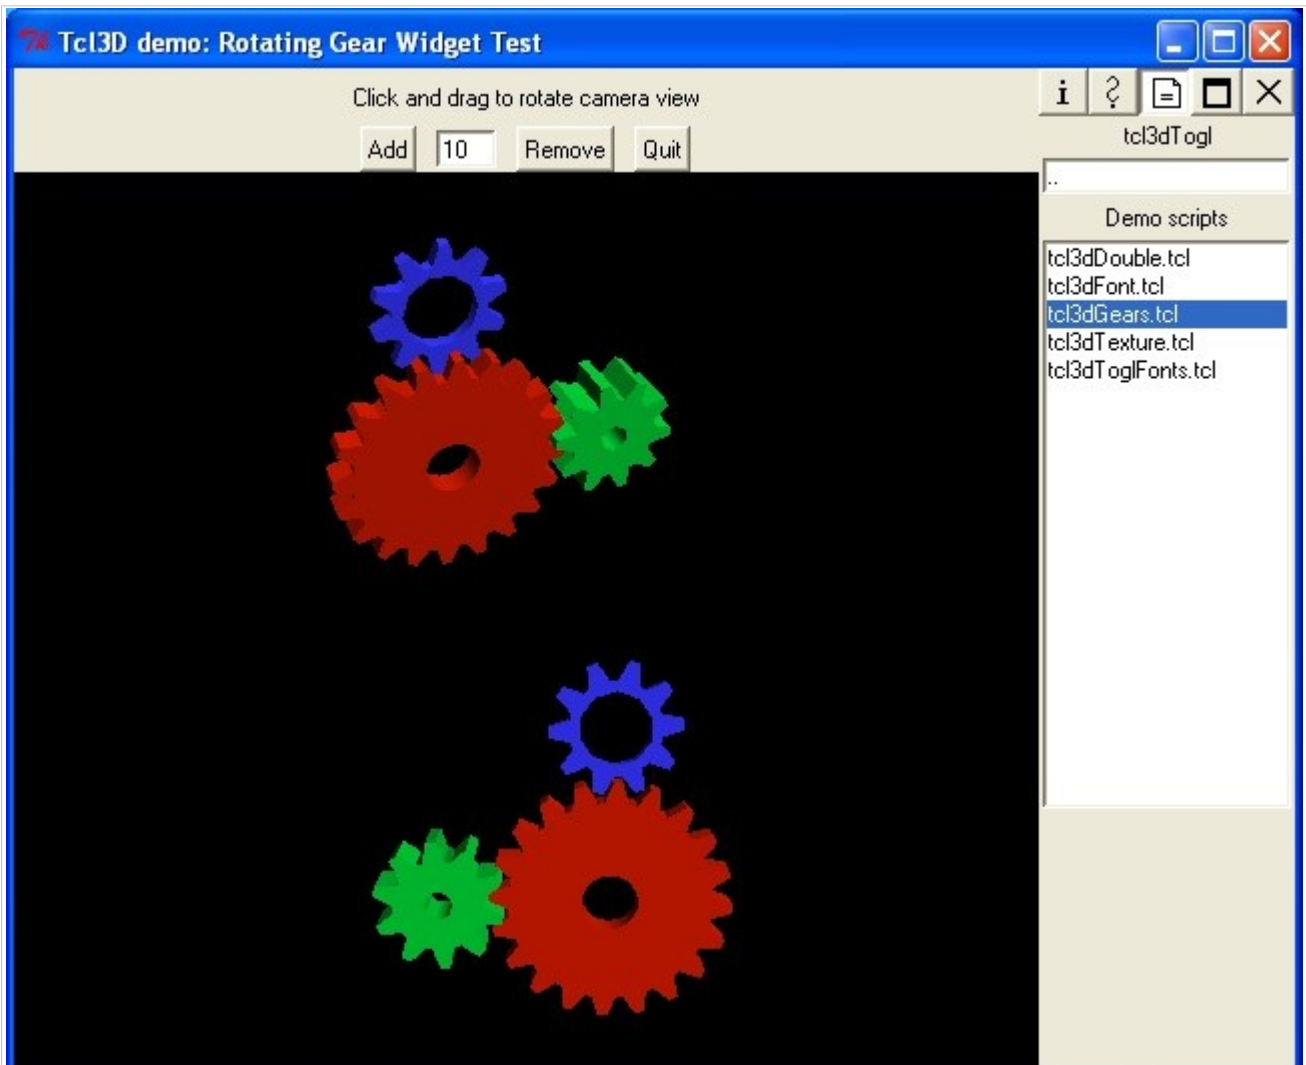 Tcl3D demo: Rotating Gear Widget Test
Click and drag to rotate camera view
Add 10 Remove Quit
i ?
tcl3dTogl
..
Demo scripts
tcl3dDouble.tcl
tcl3dFont.tcl
tcl3dGears.tcl
tcl3dTexture.tcl
tcl3dToglFonts.tcl